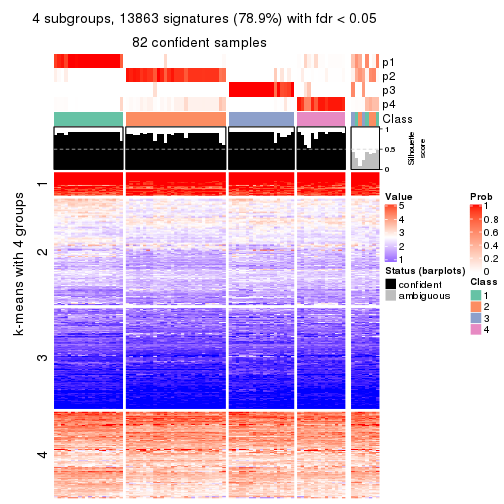 4 subgroups, 13863 signatures (78.9%) with fdr < 0.05
82 confident samples
p1
p2
p3
p4
Class
1
0.5
0
Silhouette
score
k-means with 4 groups
1
2
3
4
Value
5
4
3
2
1
Status (barplots)
confident
ambiguous
Prob
1
0.8
0.6
0.4
0.2
0
Class
1
2
3
4